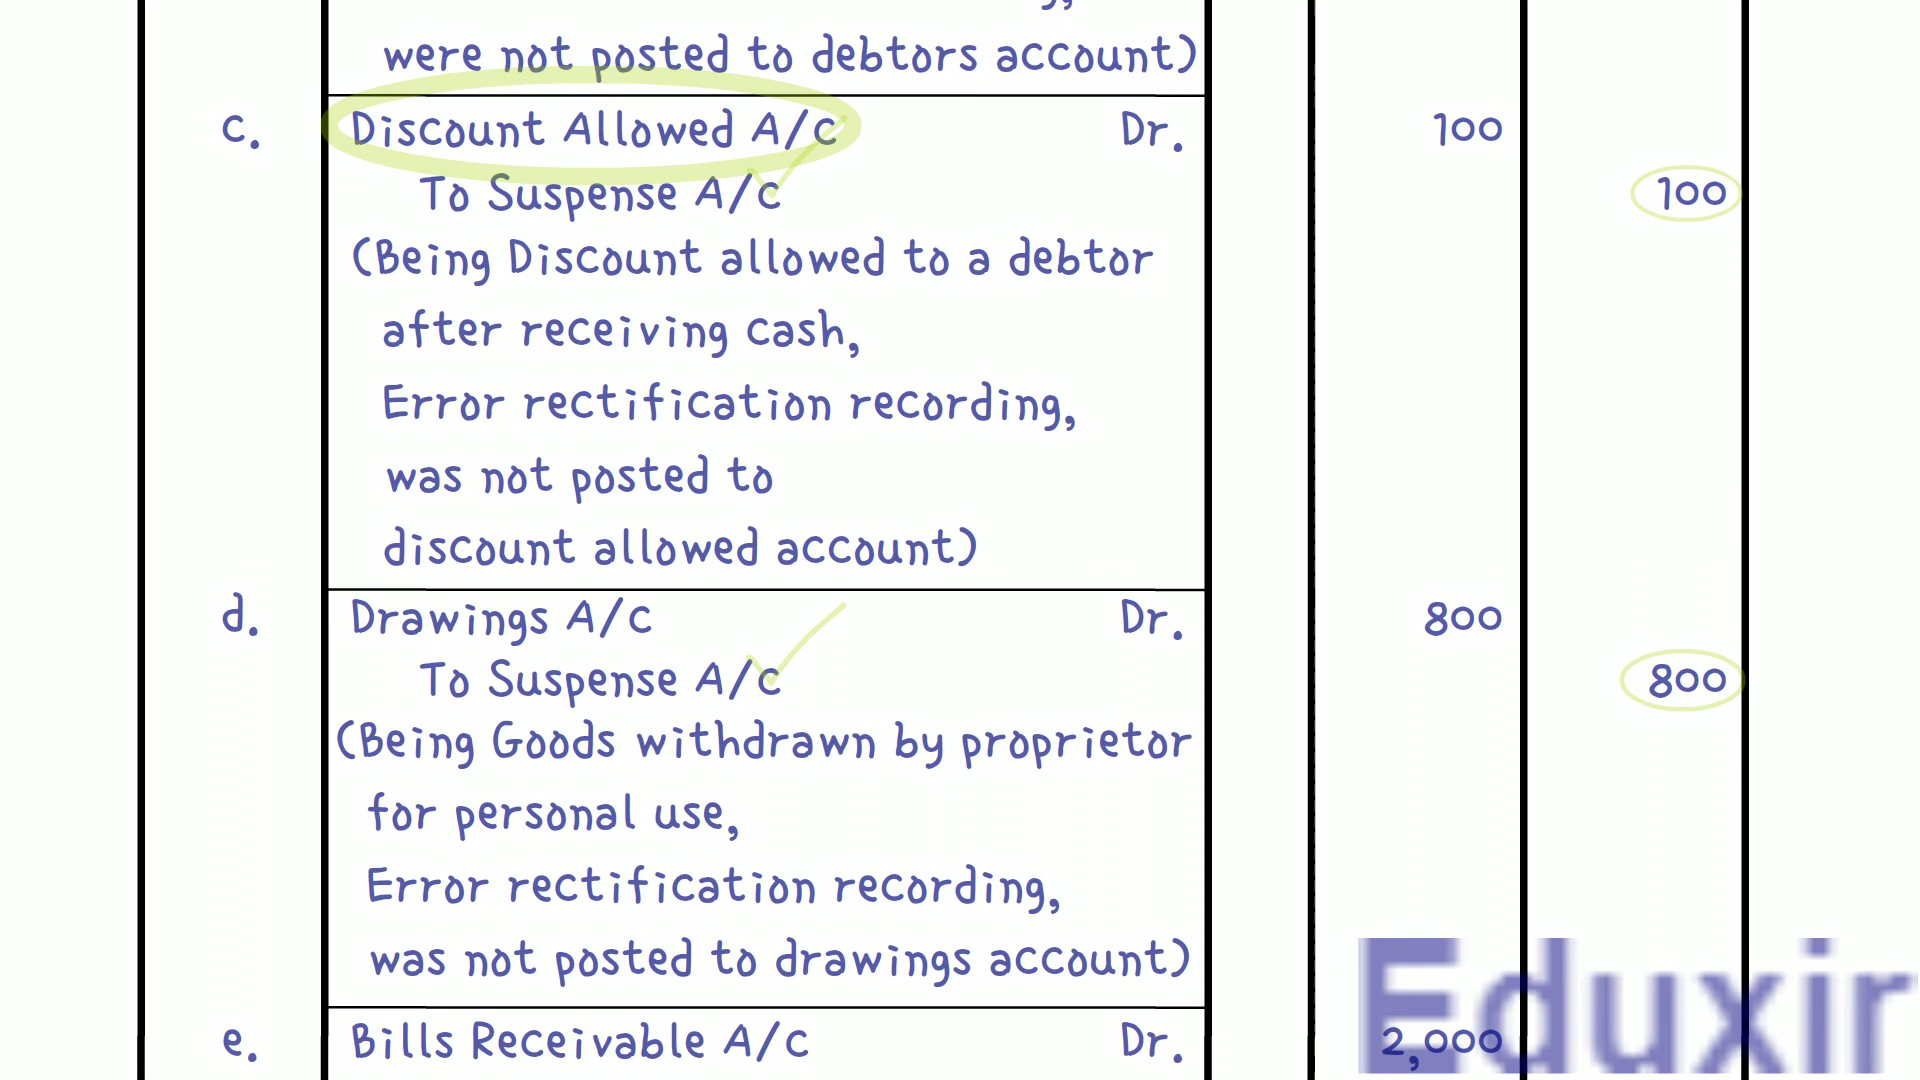 were not posted to debtors account)
c. Discount Allowed A/c Dr. 100
To Suspense A/c 100
(Being Discount allowed to a debtor
after receiving cash,
Error rectification recording,
was not posted to
discount allowed account)
d. Drawings A/c Dr. 800
To Suspense A/c 800
(Being Goods withdrawn by proprietor
for personal use,
Error rectification recording,
was not posted to drawings account)
e. Bills Receivable A/c Dr. 2,000
Eduxir